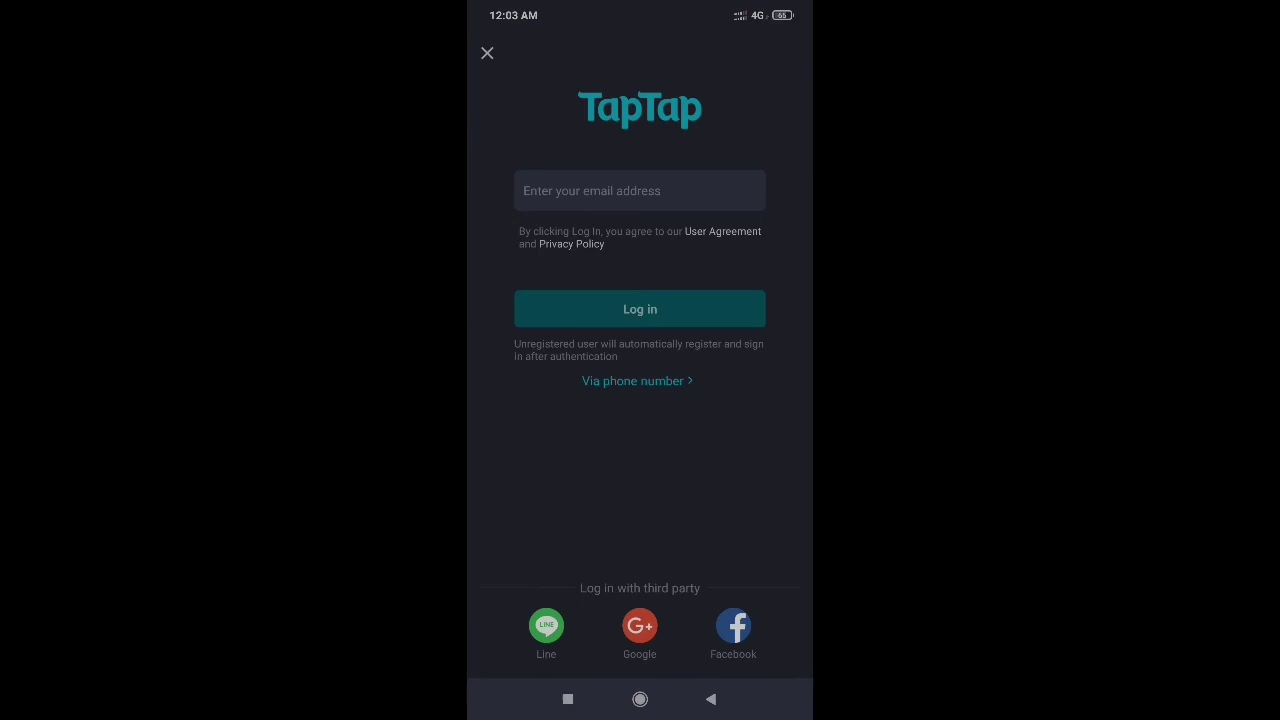 12:03 AM
4G
65
TapTap
Enter your email address
By clicking Log In, you agree to our User Agreement
and Privacy Policy
Log in
Unregistered user will automatically register and sign
in after authentication
Via phone number >
Log in with third party
LINE
G+
Line
Google
Facebook